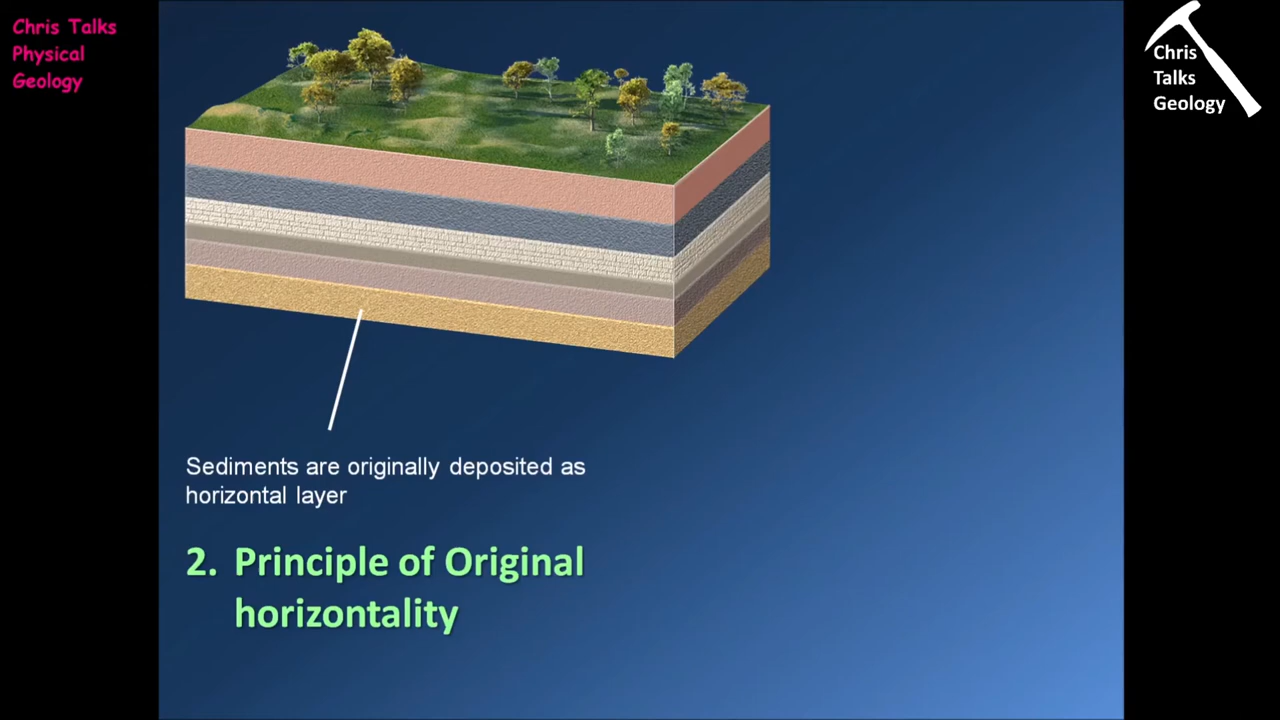 Chris Talks
Physical
Geology
Chris
Talks
Geology
Sediments are originally deposited as
horizontal layer
2. Principle of Original
horizontality